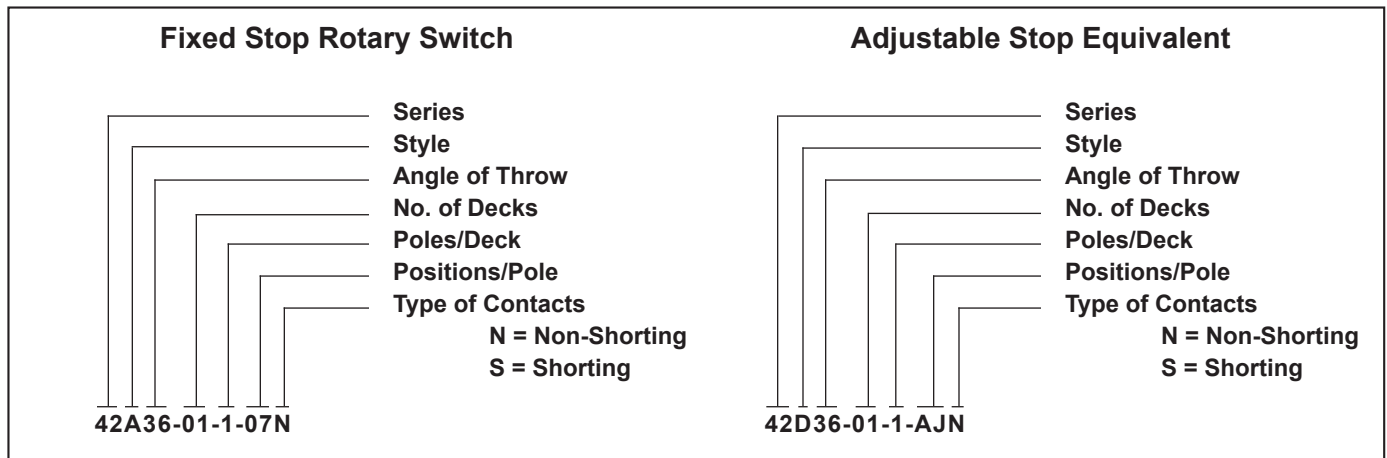 Fixed Stop Rotary Switch
Series
Style
Angle of Throw
No. of Decks
Poles/Deck
Positions/Pole
Type of Contacts
N = Non-Shorting
S = Shorting
42A36-01-1-07N
Adjustable Stop Equivalent
Series
Style
Angle of Throw
No. of Decks
Poles/Deck
Positions/Pole
Type of Contacts
N = Non-Shorting
S = Shorting
42D36-01-1-AJN